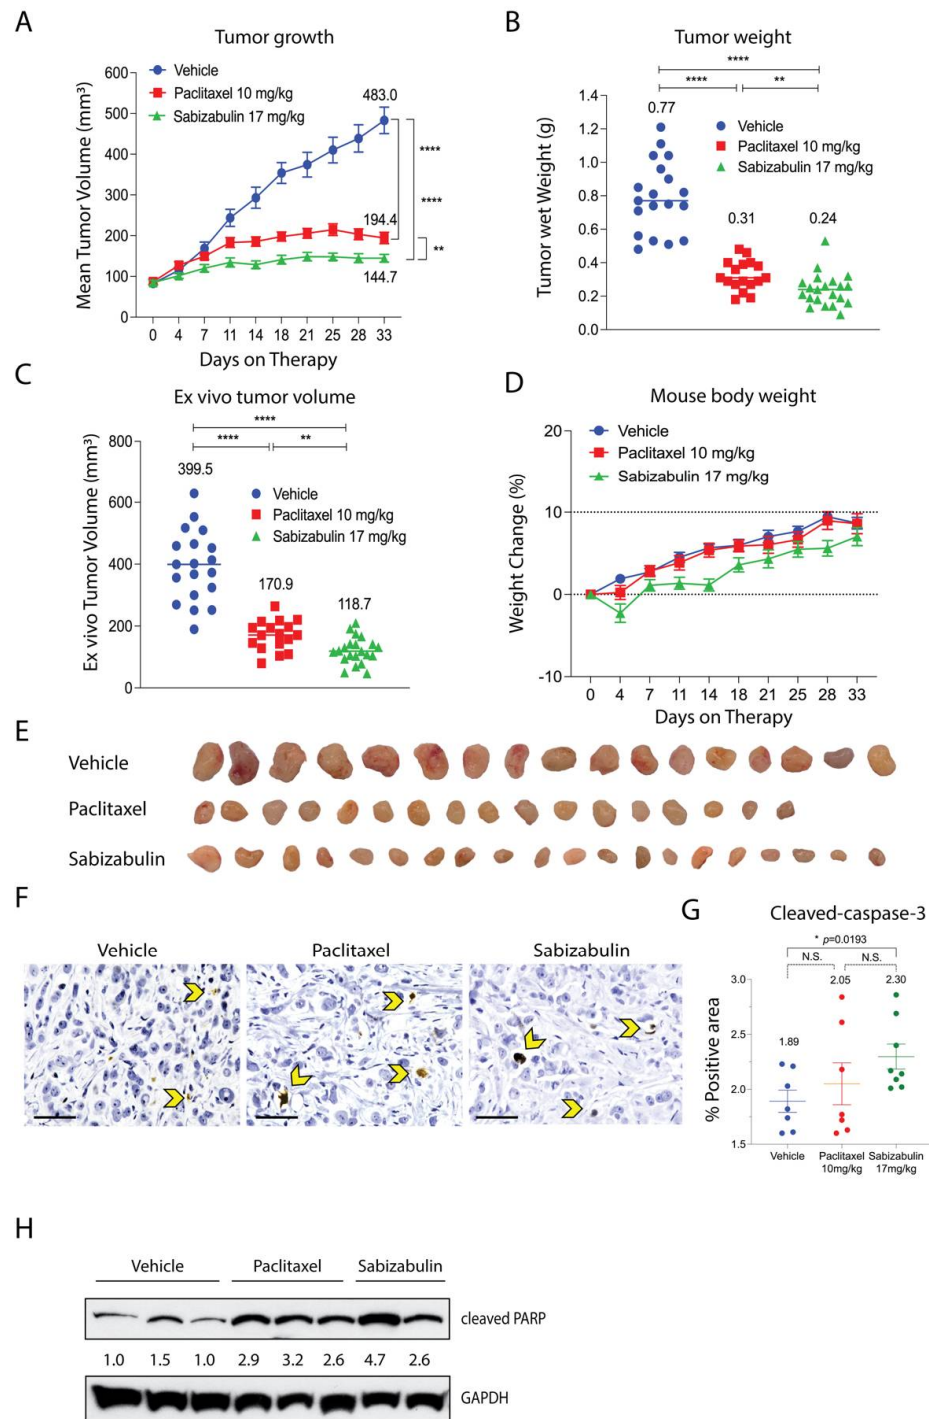 A
Tumor growth
Vehicle
Paclitaxel 10 mg/kg
Sabizabulin 17 mg/kg
Mean Tumor Volume (mm³)
600
500
400
300
200
100
0
483.0
194.4
144.7
****
****
**
0 4 7 11 14 18 21 25 28 33
Days on Therapy
B
Tumor weight
****
**** **
Tumor wet Weight (g)
1.4
1.2
1.0
0.8
0.6
0.4
0.2
0.0
0.77
0.31
0.24
Vehicle
Paclitaxel 10 mg/kg
Sabizabulin 17 mg/kg
C
Ex vivo tumor volume
****
**** **
Ex vivo Tumor Volume (mm³)
800
600
400
200
0
399.5
170.9
118.7
Vehicle
Paclitaxel 10 mg/kg
Sabizabulin 17 mg/kg
D
Mouse body weight
Vehicle
Paclitaxel 10 mg/kg
Sabizabulin 17 mg/kg
Weight Change (%)
20
10
0
-10
0 4 7 11 14 18 21 25 28 33
Days on Therapy
E
Vehicle
Paclitaxel
Sabizabulin
F
Vehicle Paclitaxel Sabizabulin
G
Cleaved-caspase-3
* p=0.0193
N.S. N.S.
% Positive area
3.0
2.5
2.0
1.5
1.89
2.05
2.30
Vehicle Paclitaxel Sabizabulin
10mg/kg 17mg/kg
H
Vehicle Paclitaxel Sabizabulin
cleaved PARP
1.0 1.5 1.0 2.9 3.2 2.6 4.7 2.6
GAPDH